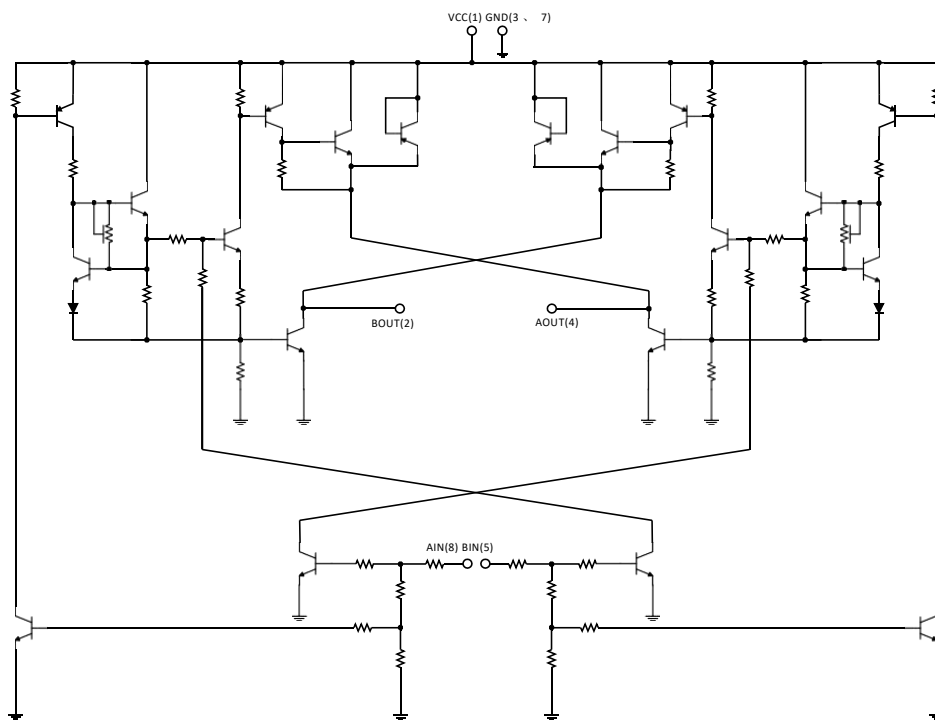 VCC(1) GND(3 、 7)
BOUT(2)
AOUT(4)
AIN(8) BIN(5)